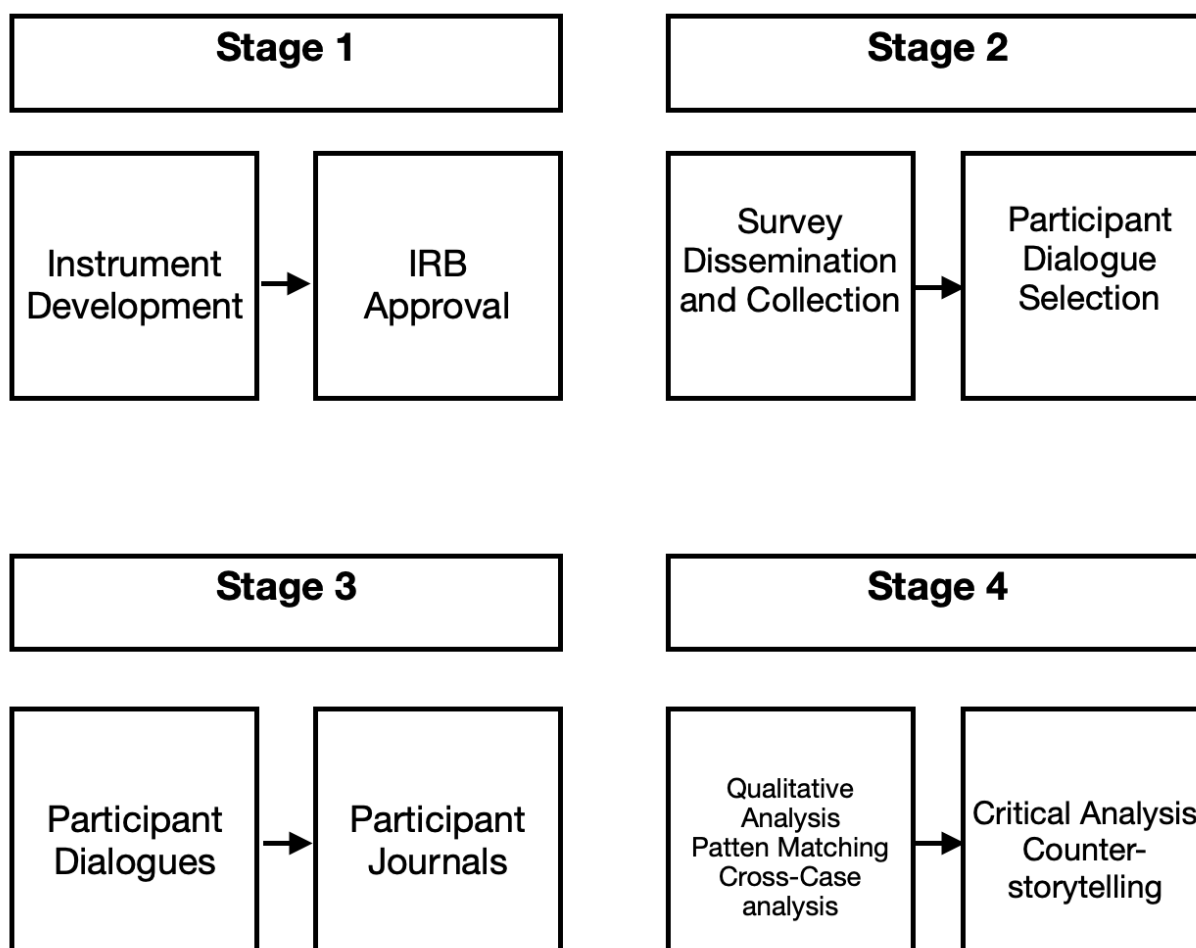 Stage 1
Instrument
Development
IRB
Approval
Stage 2
Survey
Dissemination
and Collection
Participant
Dialogue
Selection
Stage 3
Participant
Dialogues
Participant
Journals
Stage 4
Qualitative
Analysis
Patten Matching
Cross-Case
analysis
Critical Analysis
Counter-
storytelling